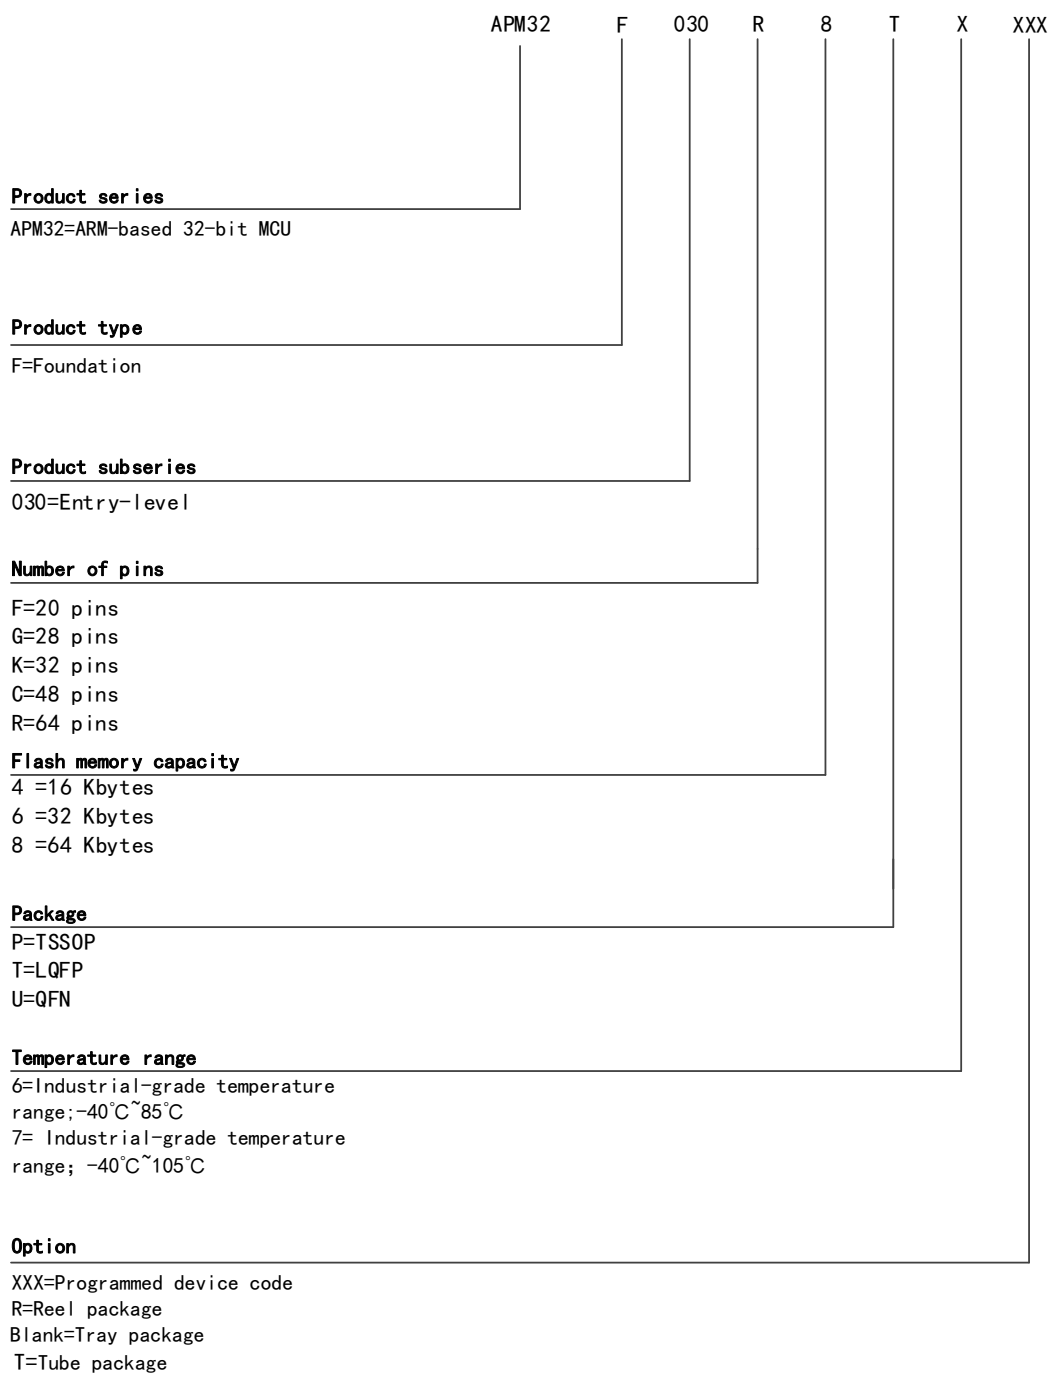 APM32 F 030 R 8 T X XXX
Product series
APM32=ARM-based 32-bit MCU
Product type
F=Foundation
Product subseries
030=Entry-level
Number of pins
F=20 pins
G=28 pins
K=32 pins
C=48 pins
R=64 pins
Flash memory capacity
4 =16 Kbytes
6 =32 Kbytes
8 =64 Kbytes
Package
P=TSSOP
T=LQFP
U=QFN
Temperature range
6=Industrial-grade temperature
range;-40℃~85℃
7= Industrial-grade temperature
range; -40℃~105℃
Option
XXX=Programmed device code
R=Reel package
Blank=Tray package
T=Tube package